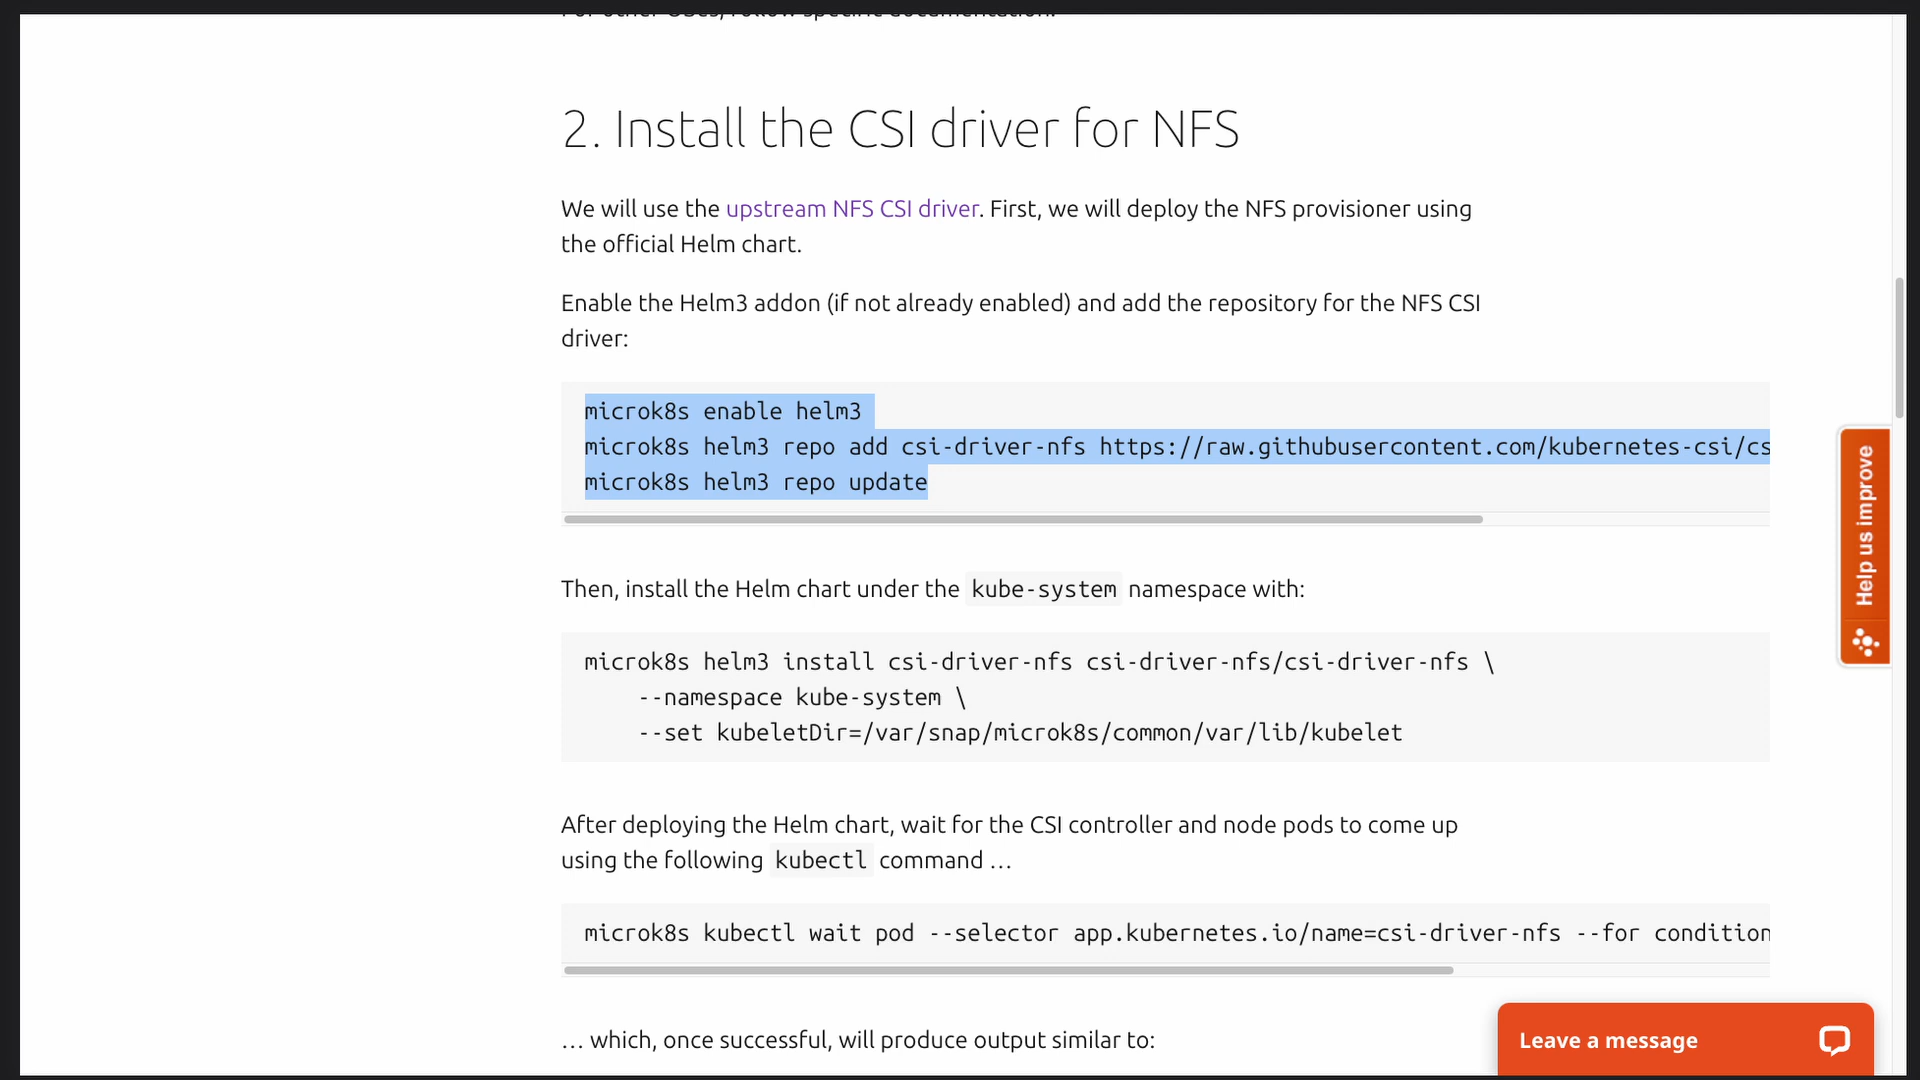 2. Install the CSI driver for NFS
We will use the upstream NFS CSI driver. First, we will deploy the NFS provisioner using
the official Helm chart.
Enable the Helm3 addon (if not already enabled) and add the repository for the NFS CSI
driver:
microk8s enable helm3
microk8s helm3 repo add csi-driver-nfs https://raw.githubusercontent.com/kubernetes-csi/cs
microk8s helm3 repo update
Then, install the Helm chart under the kube-system namespace with:
microk8s helm3 install csi-driver-nfs csi-driver-nfs/csi-driver-nfs \
--namespace kube-system \
--set kubeletDir=/var/snap/microk8s/common/var/lib/kubelet
After deploying the Helm chart, wait for the CSI controller and node pods to come up
using the following kubectl command …
microk8s kubectl wait pod --selector app.kubernetes.io/name=csi-driver-nfs --for condition
… which, once successful, will produce output similar to:
Help us improve
Leave a message